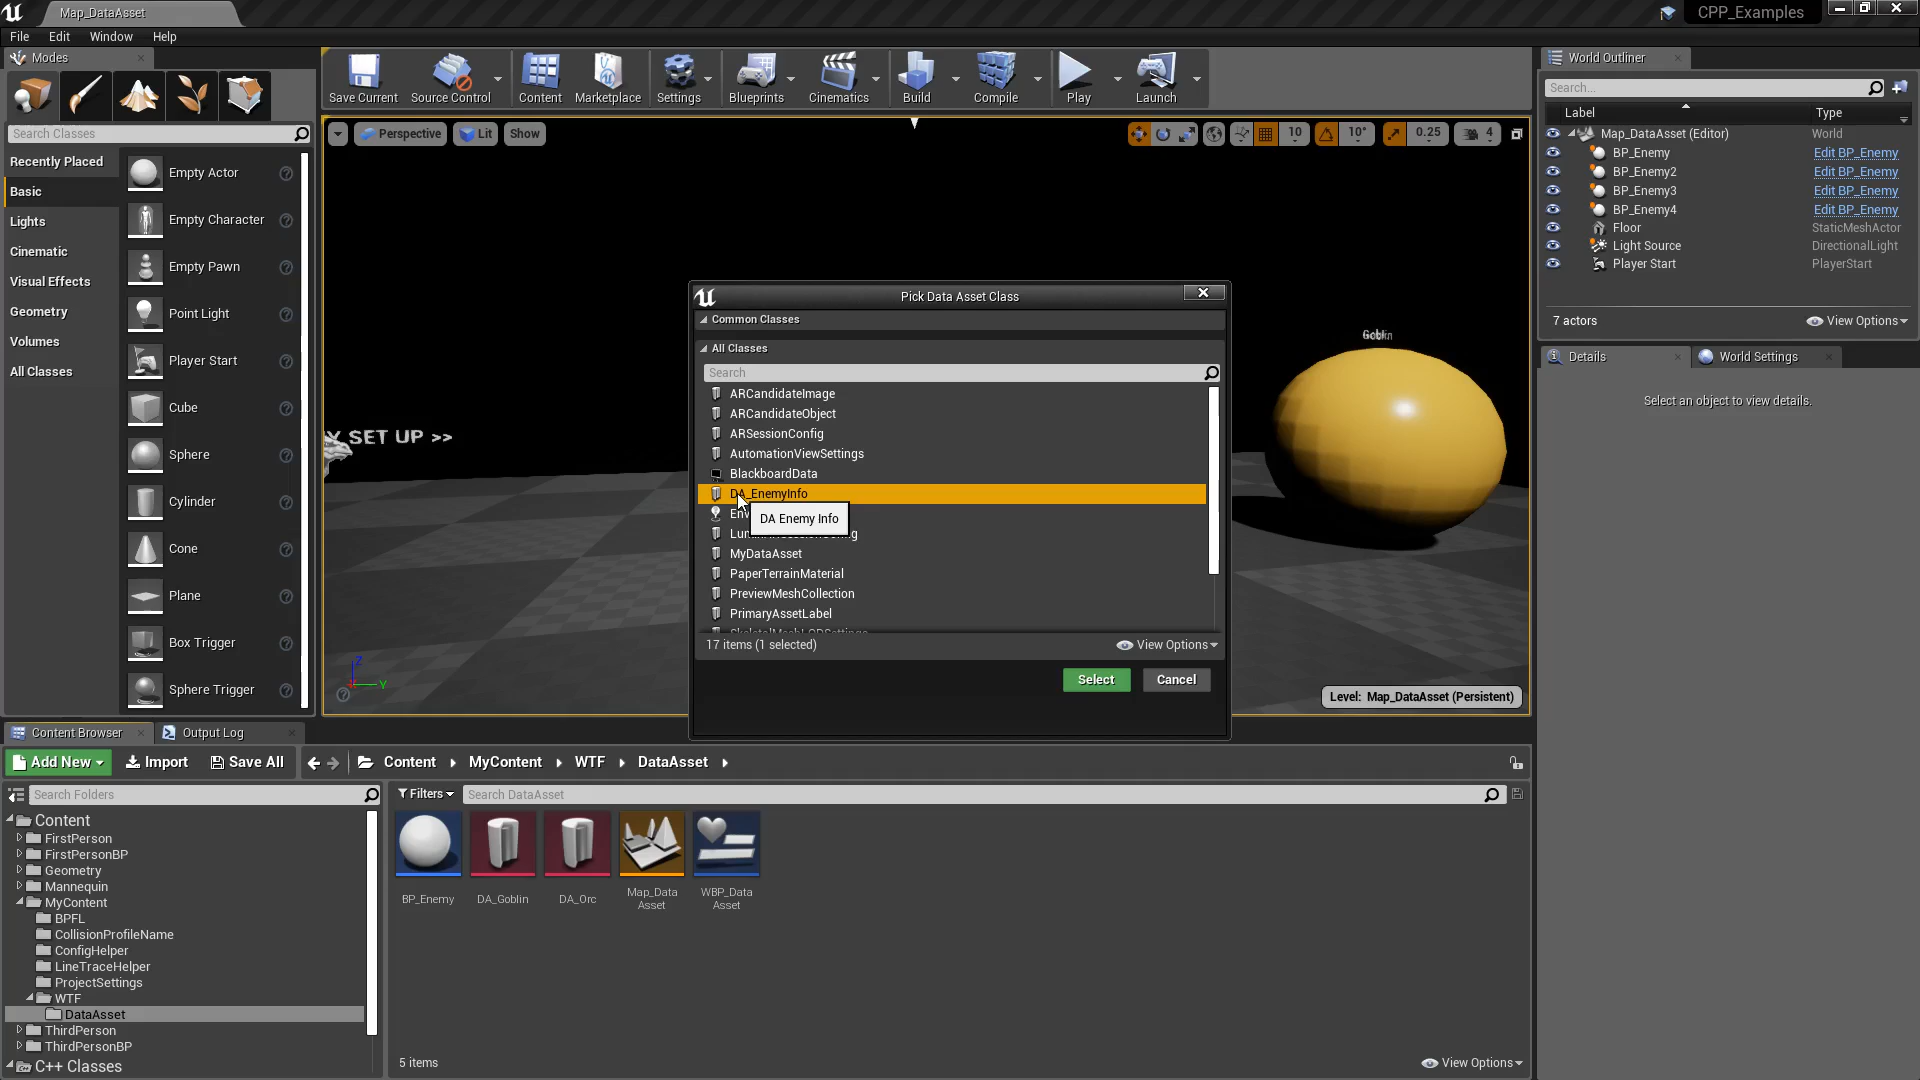 Map_DataAsset
CPP_Examples
File Edit Window Help
Modes
Search Classes
Recently Placed
Basic
Lights
Cinematic
Visual Effects
Geometry
Volumes
All Classes
Empty Actor
Empty Character
Empty Pawn
Point Light
Player Start
Cube
Sphere
Cylinder
Cone
Plane
Box Trigger
Sphere Trigger
Save Current
Source Control
Content
Marketplace
Settings
Blueprints
Cinematics
Build
Compile
Play
Launch
Perspective
Lit
Show
10
10°
0.25
4
SET UP >>
Goblin
Level: Map_DataAsset (Persistent)
Z
Y
Pick Data Asset Class
Common Classes
All Classes
Search
ARCandidateImage
ARCandidateObject
ARSessionConfig
AutomationViewSettings
BlackboardData
DA_EnemyInfo
DA Enemy Info
MyDataAsset
PaperTerrainMaterial
PreviewMeshCollection
PrimaryAssetLabel
17 items (1 selected)
View Options
Select
Cancel
World Outliner
Search...
Label
Type
Map_DataAsset (Editor) World
BP_Enemy Edit BP_Enemy
BP_Enemy2 Edit BP_Enemy
BP_Enemy3 Edit BP_Enemy
BP_Enemy4 Edit BP_Enemy
Floor StaticMeshActor
Light Source DirectionalLight
Player Start PlayerStart
7 actors
View Options
Details
World Settings
Select an object to view details.
Content Browser
Output Log
Add New
Import
Save All
Content
MyContent
WTF
DataAsset
Search Folders
Filters
Search DataAsset
Content
FirstPerson
FirstPersonBP
Geometry
Mannequin
MyContent
BPFL
CollisionProfileName
ConfigHelper
LineTraceHelper
ProjectSettings
WTF
DataAsset
ThirdPerson
ThirdPersonBP
C++ Classes
BP_Enemy
DA_Goblin
DA_Orc
Map_Data
Asset
WBP_Data
Asset
5 items
View Options